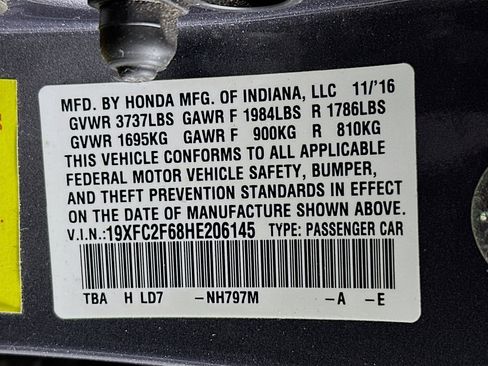 MFD. BY HONDA MFG. OF INDIANA, LLC 11/'16
GVWR 3737LBS GAWR F 1984LBS R 1786LBS
GVWR 1695KG GAWR F 900KG R 810KG
THIS VEHICLE CONFORMS TO ALL APPLICABLE
FEDERAL MOTOR VEHICLE SAFETY, BUMPER,
AND THEFT PREVENTION STANDARDS IN EFFECT
ON THE DATE OF MANUFACTURE SHOWN ABOVE.
V.I.N.:19XFC2F68HE206145 TYPE: PASSENGER CAR
TBA H LD7 -NH797M -A -E